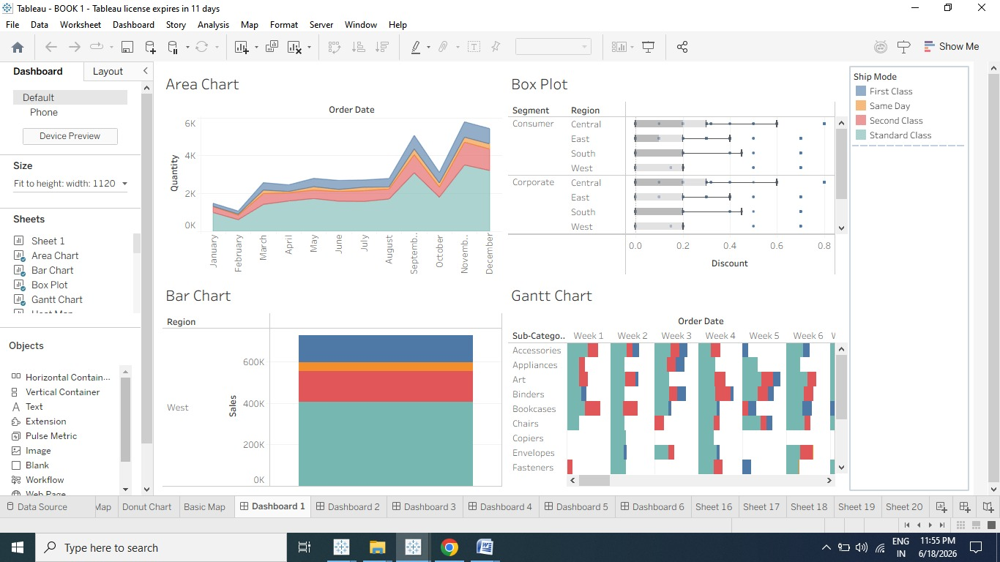 Tableau - BOOK 1 - Tableau license expires in 11 days
File Data Worksheet Dashboard Story Analysis Map Format Server Window Help
Show Me
Dashboard Layout
Default
Phone
Device Preview
Size
Fit to height: width: 1120
Sheets
Sheet 1
Area Chart
Bar Chart
Box Plot
Gantt Chart
Objects
Horizontal Contain...
Vertical Container
Text
Extension
Pulse Metric
Image
Blank
Workflow
Web Page
Area Chart
Order Date
Quantity
6K
4K
2K
0K
January February March April May June July August Septemb.. October Novemb.. December
Box Plot
Segment Region
Consumer Central
East
South
West
Corporate Central
East
South
West
0.0 0.2 0.4 0.6 0.8
Discount
Ship Mode
First Class
Same Day
Second Class
Standard Class
Bar Chart
Region
West
Sales
600K
400K
200K
0K
Gantt Chart
Order Date
Sub-Catego.. Week 1 Week 2 Week 3 Week 4 Week 5 Week 6 W
Accessories
Appliances
Art
Binders
Bookcases
Chairs
Copiers
Envelopes
Fasteners
Data Source Map Donut Chart Basic Map Dashboard 1 Dashboard 2 Dashboard 3 Dashboard 4 Dashboard 5 Dashboard 6 Sheet 16 Sheet 17 Sheet 18 Sheet 19 Sheet 20
Type here to search
ENG 11:55 PM
IN 6/18/2026